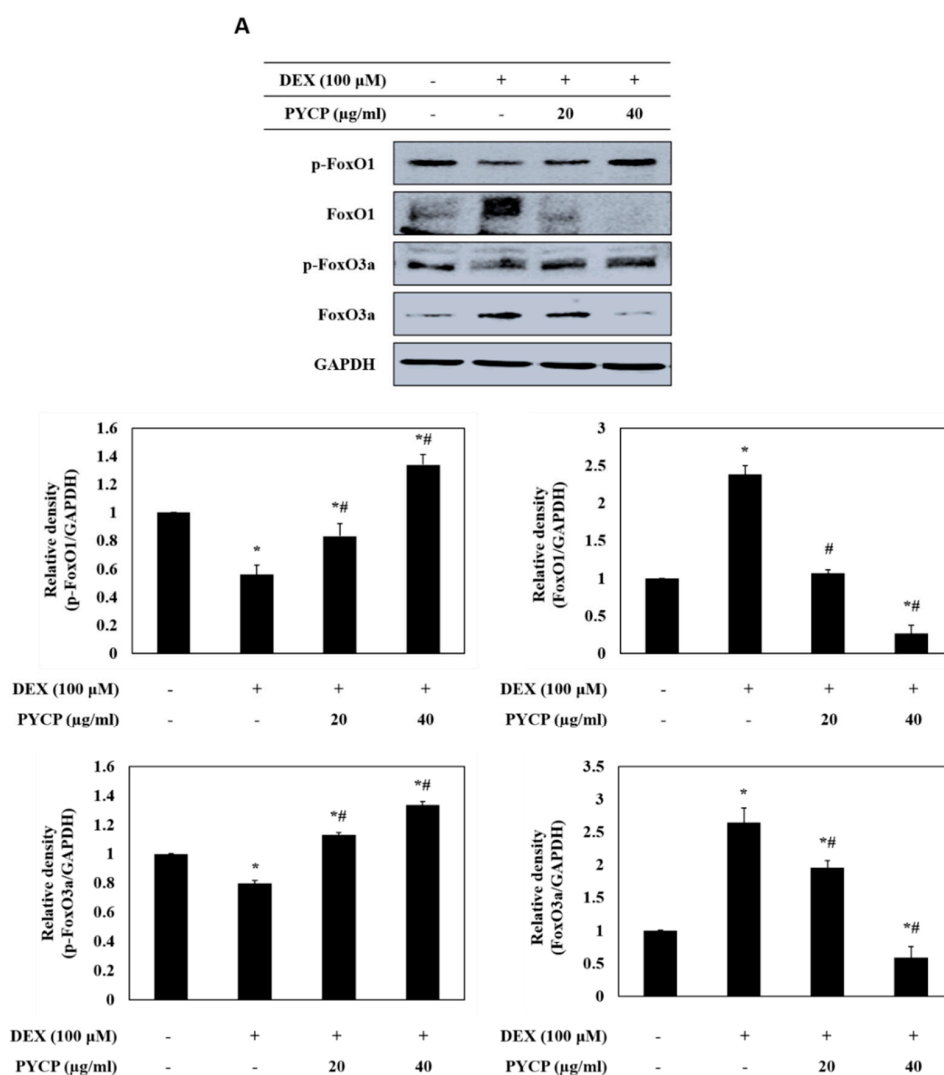 A
DEX (100 µM) - + + +
PYCP (µg/ml) - - 20 40
p-FoxO1
FoxO1
p-FoxO3a
FoxO3a
GAPDH
Relative density
(p-FoxO1/GAPDH)
1.6
1.4
1.2
1
0.8
0.6
0.4
0.2
0
*
*#
*#
DEX (100 µM) - + + +
PYCP (µg/ml) - - 20 40
Relative density
(FoxO1/GAPDH)
3
2.5
2
1.5
1
0.5
0
*
#
*#
DEX (100 µM) - + + +
PYCP (µg/ml) - - 20 40
Relative density
(p-FoxO3a/GAPDH)
1.6
1.4
1.2
1
0.8
0.6
0.4
0.2
0
*
*#
*#
DEX (100 µM) - + + +
PYCP (µg/ml) - - 20 40
Relative density
(FoxO3a/GAPDH)
3.5
3
2.5
2
1.5
1
0.5
0
*
*#
*#
DEX (100 µM) - + + +
PYCP (µg/ml) - - 20 40